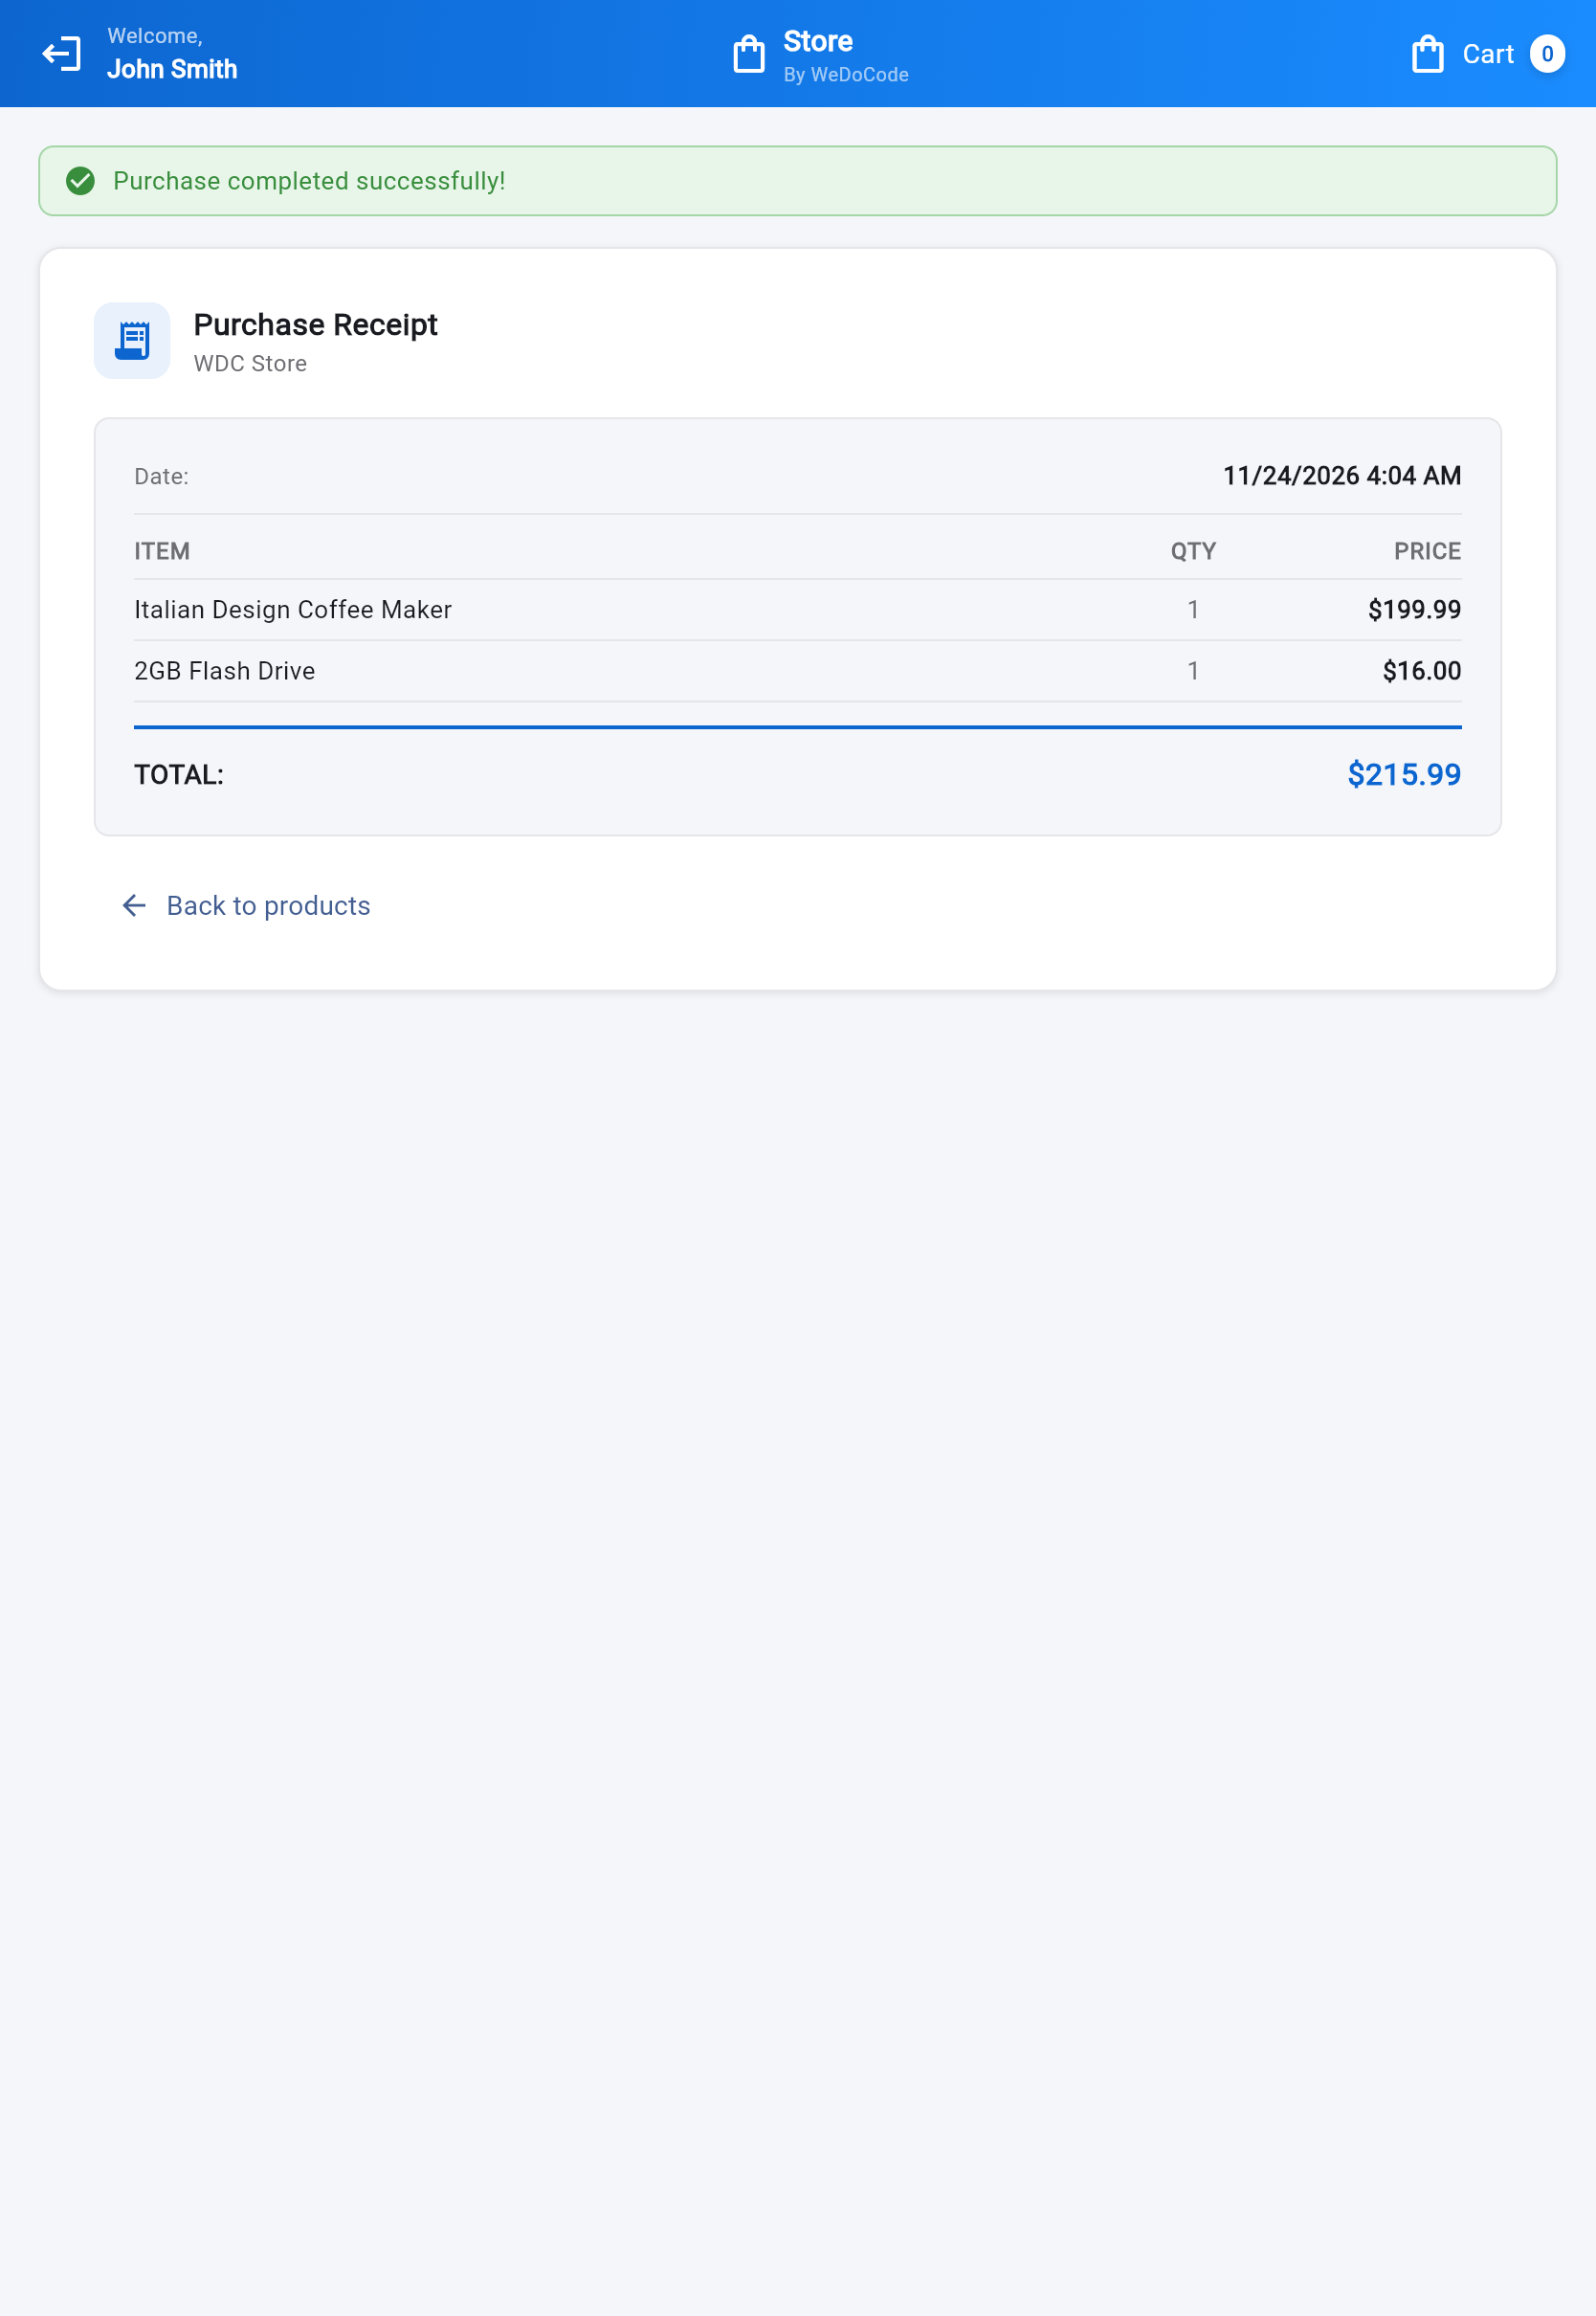 Welcome,
John Smith
Store
By WeDoCode
Cart 0
Purchase completed successfully!
Purchase Receipt
WDC Store
Date: 11/24/2026 4:04 AM
ITEM QTY PRICE
Italian Design Coffee Maker 1 $199.99
2GB Flash Drive 1 $16.00
TOTAL: $215.99
Back to products